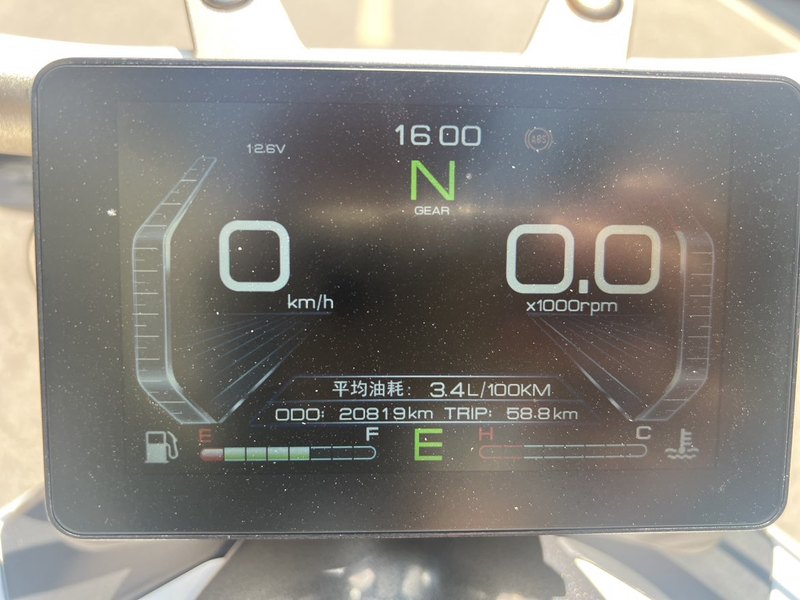 16:00
ABS
12.6V
N
GEAR
0
0.0
km/h
x1000rpm
平均油耗: 3.4L/100KM
ODO: 20819km TRIP: 58.8km
E F E H C